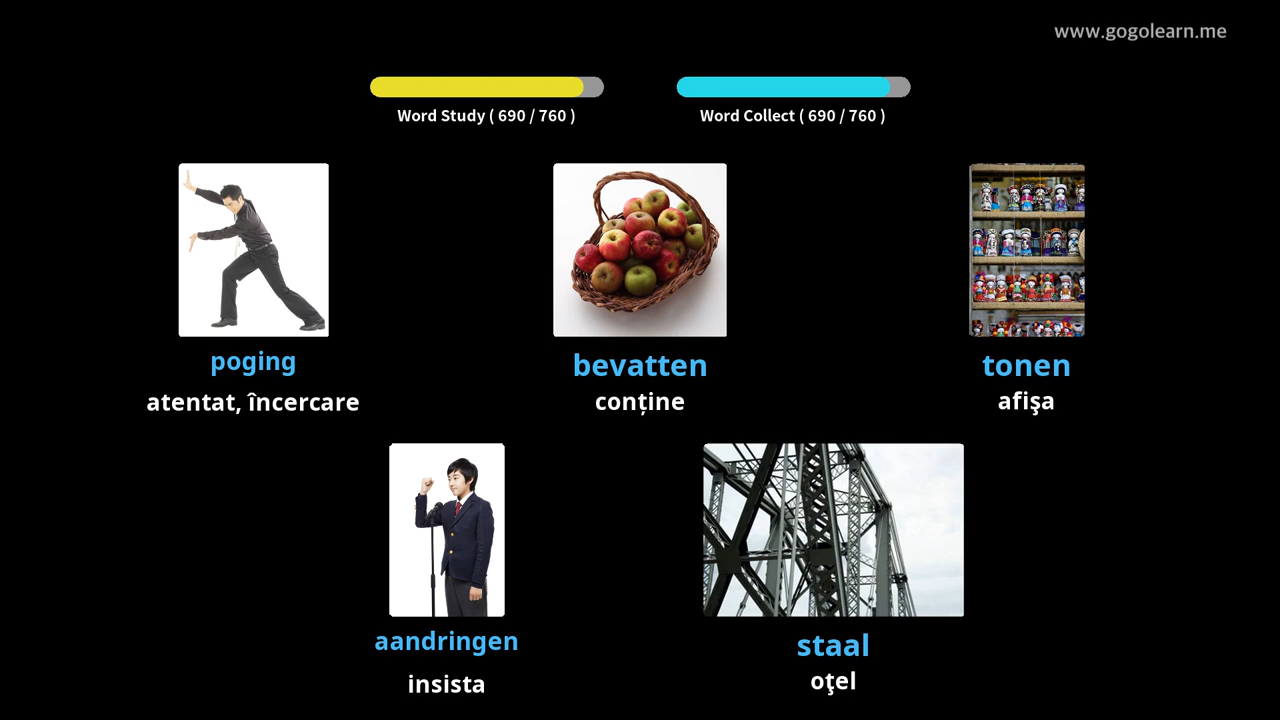 www.gogolearn.me
Word Study ( 690 / 760 )
Word Collect ( 690 / 760 )
poging
atentat, încercare
bevatten
conține
tonen
afişa
aandringen
insista
staal
oţel